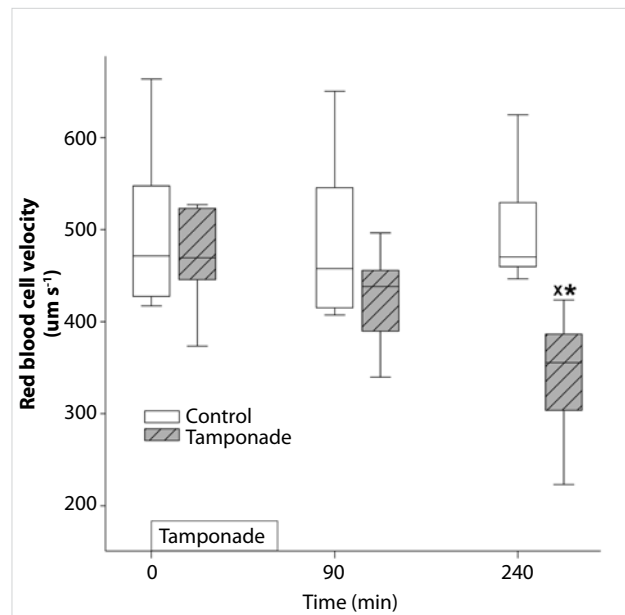 Red blood cell velocity
(um s⁻¹)
600
500
400
300
200
x*
Control
Tamponade
Tamponade
0
90
240
Time (min)